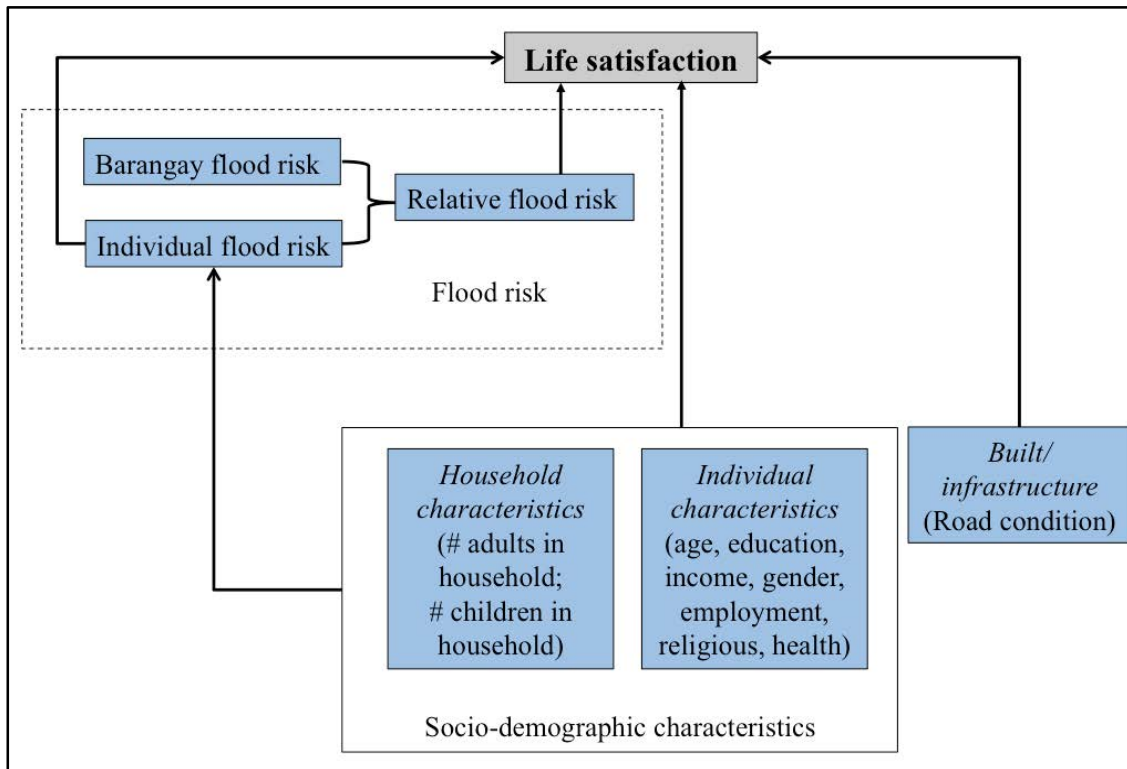 Life satisfaction
Barangay flood risk
Relative flood risk
Individual flood risk
Flood risk
Household
characteristics
(# adults in
household;
# children in
household)
Individual
characteristics
(age, education,
income, gender,
employment,
religious, health)
Built/
infrastructure
(Road condition)
Socio-demographic characteristics